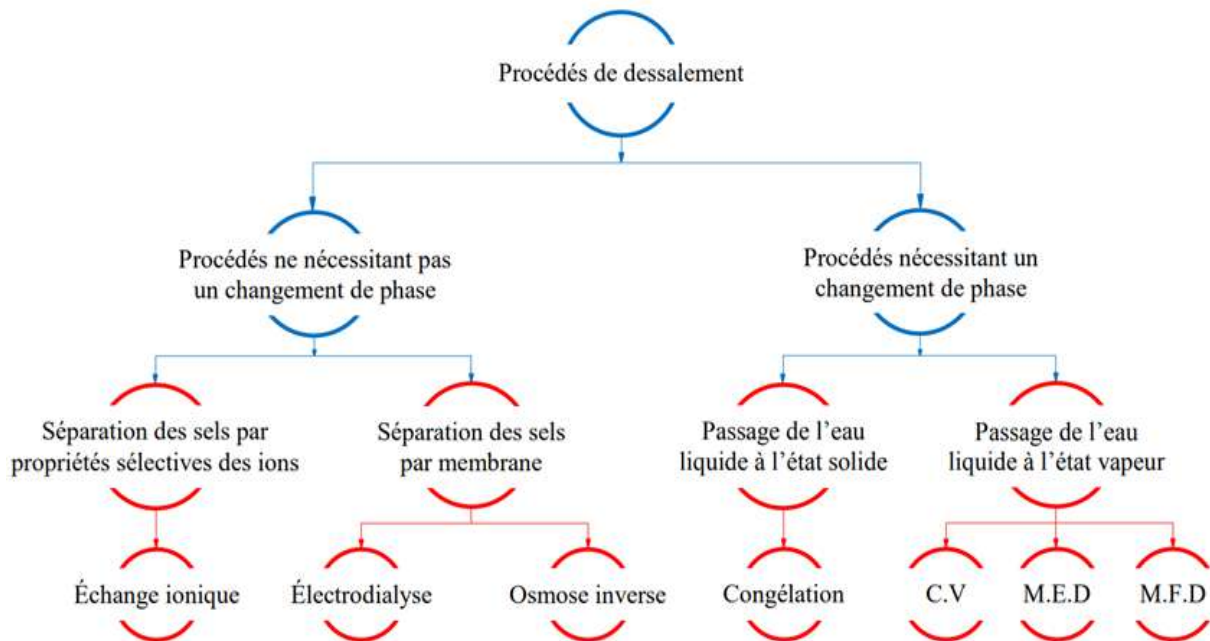 Procédés de dessalement
Procédés ne nécessitant pas
un changement de phase
Procédés nécessitant un
changement de phase
Séparation des sels par
propriétés sélectives des ions
Séparation des sels
par membrane
Passage de l'eau
liquide à l'état solide
Passage de l'eau
liquide à l'état vapeur
Échange ionique
Électrodialyse
Osmose inverse
Congélation
C.V
M.E.D
M.F.D